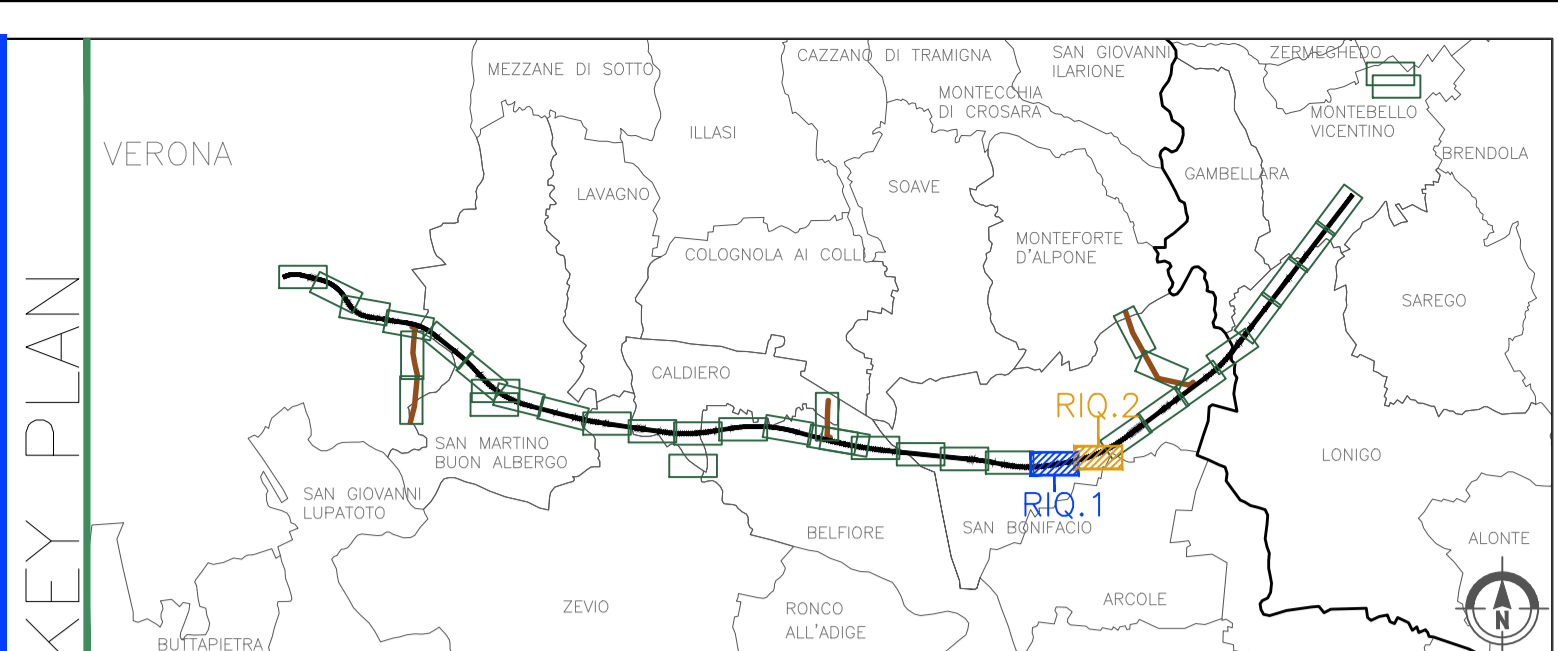 KEY PLAN
MEZZANE DI SOTTO
CAZZANO DI TRAMIGNA
SAN GIOVANNI
ILARIONE
ZERMEGHEDO
MONTECCHIA
DI CROSARA
MONTEBELLO
VICENTINO
ILLASI
VERONA
BRENDOLA
GAMBELLARA
SOAVE
LAVAGNO
MONTEFORTE
D'ALPONE
COLOGNOLA AI COLLI
SAREGO
CALDIERO
RIQ.2
SAN MARTINO
BUON ALBERGO
LONIGO
RIQ.1
SAN GIOVANNI
LUPATOTO
BELFIORE
SAN BONIFACIO
ALONTE
ZEVIO
RONCO
ALL'ADIGE
ARCOLE
N
BUTTAPIETRA